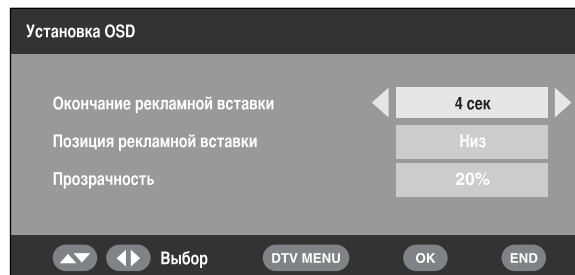 Установка OSD
Окончание рекламной вставки 4 сек
Позиция рекламной вставки Низ
Прозрачность 20%
Выбор DTV MENU OK END